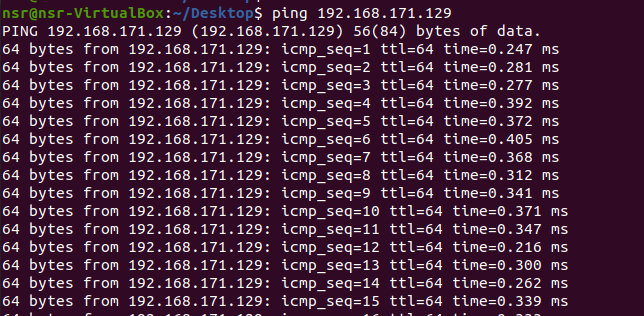 nsr@nsr-VirtualBox:~/Desktop$ ping 192.168.171.129
PING 192.168.171.129 (192.168.171.129) 56(84) bytes of data.
64 bytes from 192.168.171.129: icmp_seq=1 ttl=64 time=0.247 ms
64 bytes from 192.168.171.129: icmp_seq=2 ttl=64 time=0.281 ms
64 bytes from 192.168.171.129: icmp_seq=3 ttl=64 time=0.277 ms
64 bytes from 192.168.171.129: icmp_seq=4 ttl=64 time=0.392 ms
64 bytes from 192.168.171.129: icmp_seq=5 ttl=64 time=0.372 ms
64 bytes from 192.168.171.129: icmp_seq=6 ttl=64 time=0.405 ms
64 bytes from 192.168.171.129: icmp_seq=7 ttl=64 time=0.368 ms
64 bytes from 192.168.171.129: icmp_seq=8 ttl=64 time=0.312 ms
64 bytes from 192.168.171.129: icmp_seq=9 ttl=64 time=0.341 ms
64 bytes from 192.168.171.129: icmp_seq=10 ttl=64 time=0.371 ms
64 bytes from 192.168.171.129: icmp_seq=11 ttl=64 time=0.347 ms
64 bytes from 192.168.171.129: icmp_seq=12 ttl=64 time=0.216 ms
64 bytes from 192.168.171.129: icmp_seq=13 ttl=64 time=0.300 ms
64 bytes from 192.168.171.129: icmp_seq=14 ttl=64 time=0.262 ms
64 bytes from 192.168.171.129: icmp_seq=15 ttl=64 time=0.339 ms